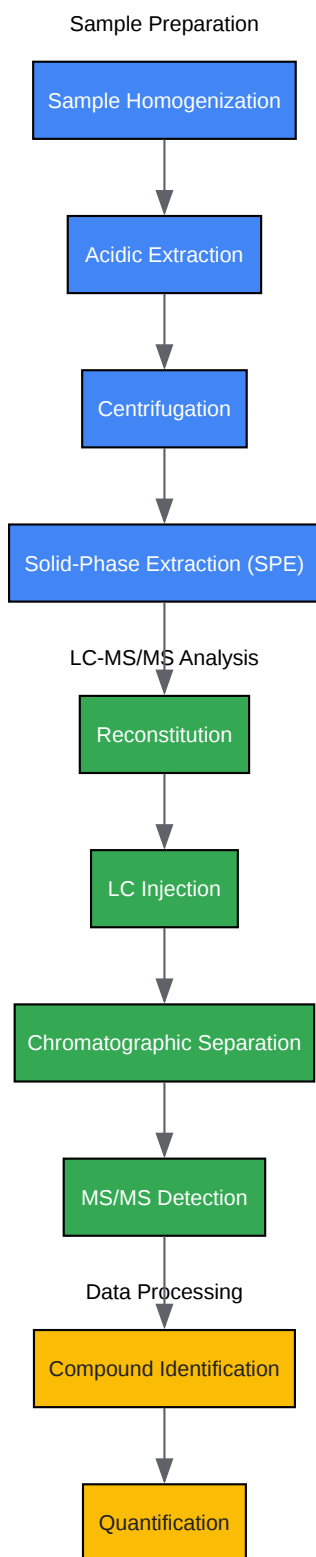 Sample Preparation
Sample Homogenization
Acidic Extraction
Centrifugation
Solid-Phase Extraction (SPE)
LC-MS/MS Analysis
Reconstitution
LC Injection
Chromatographic Separation
MS/MS Detection
Data Processing
Compound Identification
Quantification